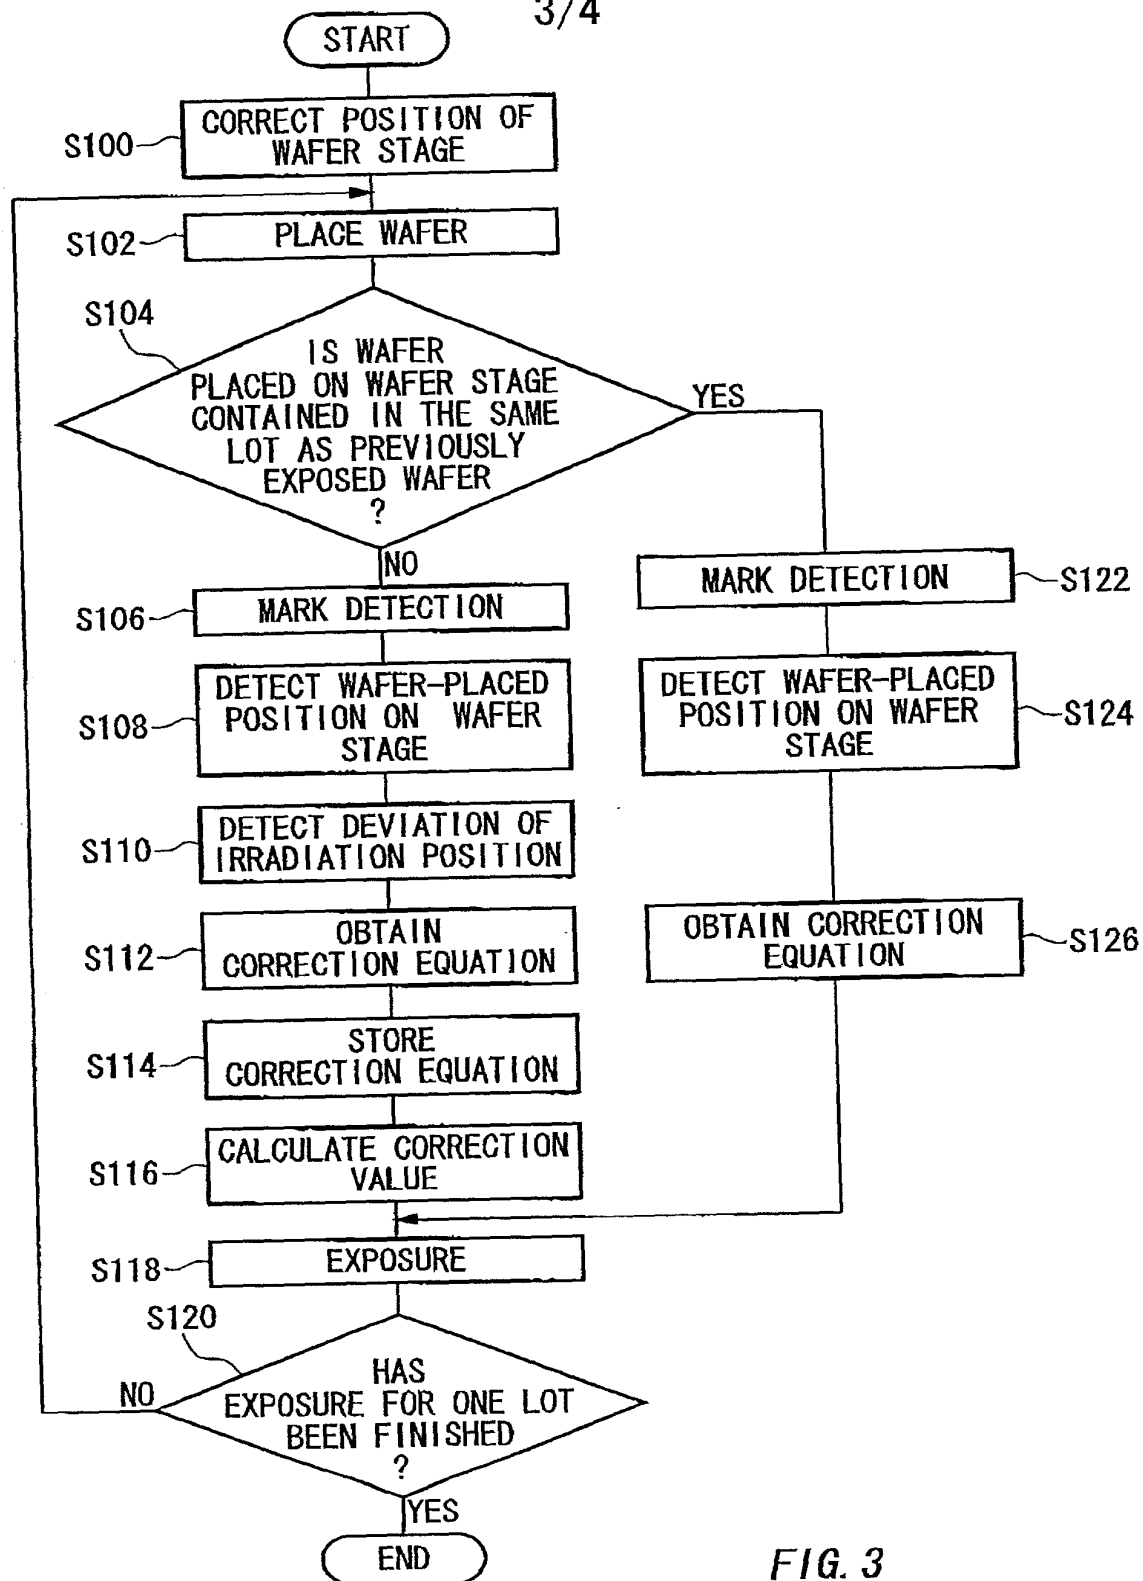 3/4
START
S100
CORRECT POSITION OF
WAFER STAGE
S102
PLACE WAFER
S104
IS WAFER
PLACED ON WAFER STAGE
CONTAINED IN THE SAME
LOT AS PREVIOUSLY
EXPOSED WAFER
?
YES
NO
S106
MARK DETECTION
MARK DETECTION
S122
S108
DETECT WAFER-PLACED
POSITION ON WAFER
STAGE
DETECT WAFER-PLACED
POSITION ON WAFER
STAGE
S124
S110
DETECT DEVIATION OF
IRRADIATION POSITION
S112
OBTAIN
CORRECTION EQUATION
OBTAIN CORRECTION
EQUATION
S126
S114
STORE
CORRECTION EQUATION
S116
CALCULATE CORRECTION
VALUE
S118
EXPOSURE
S120
HAS
EXPOSURE FOR ONE LOT
BEEN FINISHED
?
NO
YES
END
FIG. 3